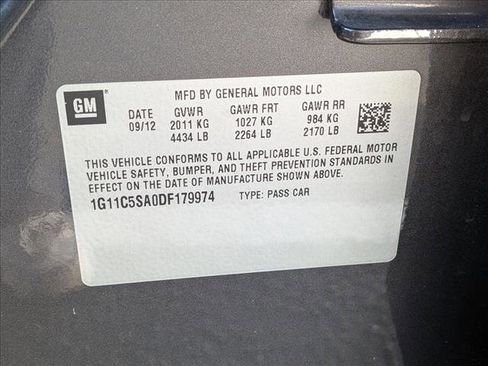 GM
MFD BY GENERAL MOTORS LLC
DATE GVWR GAWR FRT GAWR RR
09/12 2011 KG 1027 KG 984 KG
4434 LB 2264 LB 2170 LB
THIS VEHICLE CONFORMS TO ALL APPLICABLE U.S. FEDERAL MOTOR
VEHICLE SAFETY, BUMPER, AND THEFT PREVENTION STANDARDS IN
EFFECT ON THE DATE OF MANUFACTURE SHOWN ABOVE.
1G11C5SA0DF179974 TYPE: PASS CAR